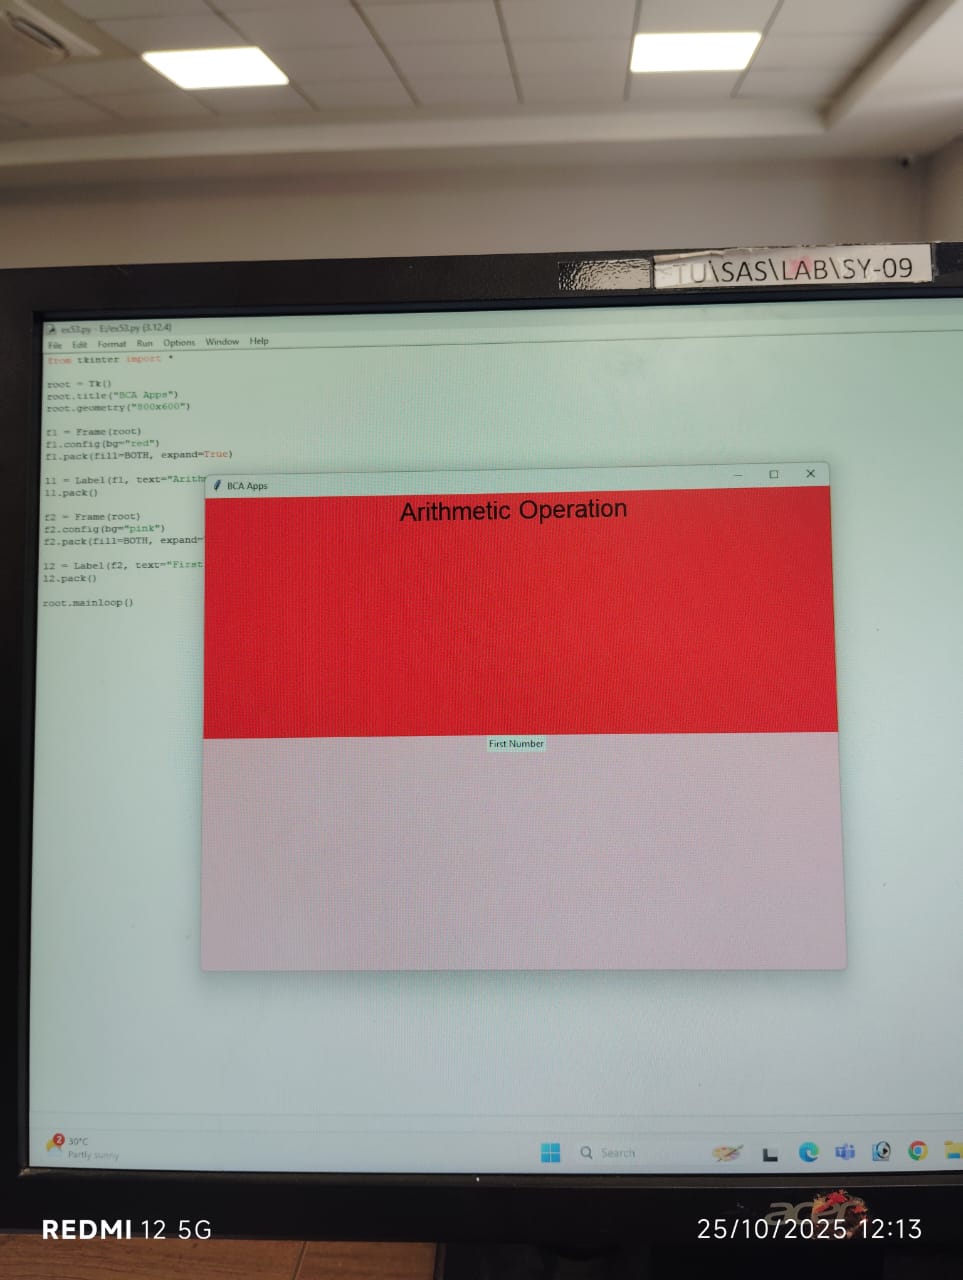 TU\SAS\LAB\SY-09
ex53.py - E:/ex53.py (3.12.4)
File Edit Format Run Options Window Help
from tkinter import *
root = Tk()
root.title("BCA Apps")
root.geometry("800x600")
f1 = Frame(root)
f1.config(bg="red")
f1.pack(fill=BOTH, expand=True)
l1 = Label(f1, text="Arith
l1.pack()
f2 = Frame(root)
f2.config(bg="pink")
f2.pack(fill=BOTH, expand=
l2 = Label(f2, text="First
l2.pack()
root.mainloop()
BCA Apps
Arithmetic Operation
First Number
2
30°C
Partly sunny
Search
acer
REDMI 12 5G
25/10/2025 12:13